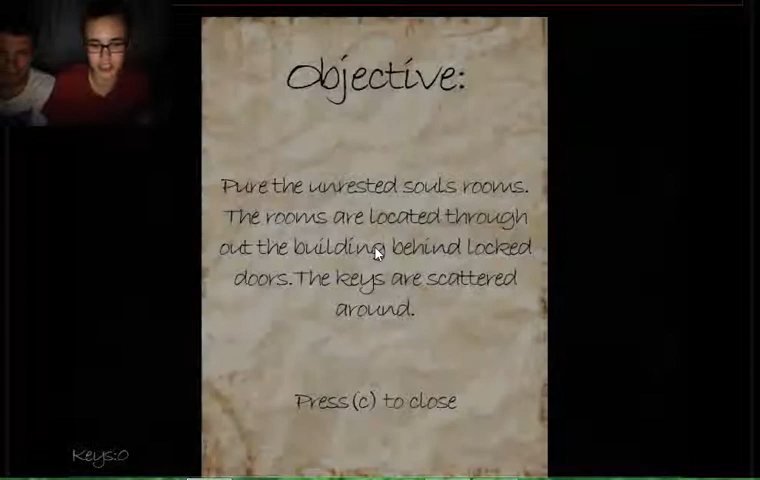 Objective:
Pure the unrested souls rooms.
The rooms are located through
out the building behind locked
doors.The keys are scattered
around.
Press (c) to close
Keys:0